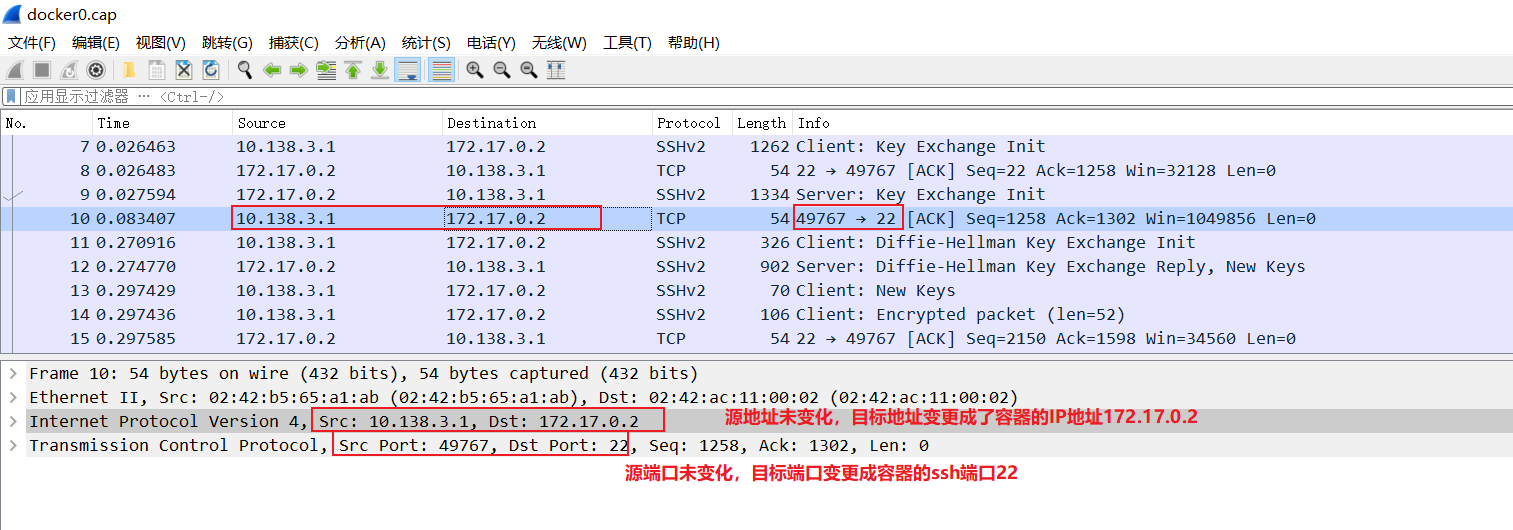 docker0.cap
文件(F) 编辑(E) 视图(V) 跳转(G) 捕获(C) 分析(A) 统计(S) 电话(Y) 无线(W) 工具(T) 帮助(H)
应用显示过滤器 … <Ctrl-/>
No. Time Source Destination Protocol Length Info
7 0.026463 10.138.3.1 172.17.0.2 SSHv2 1262 Client: Key Exchange Init
8 0.026483 172.17.0.2 10.138.3.1 TCP 54 22 → 49767 [ACK] Seq=22 Ack=1258 Win=32128 Len=0
9 0.027594 172.17.0.2 10.138.3.1 SSHv2 1334 Server: Key Exchange Init
10 0.083407 10.138.3.1 172.17.0.2 TCP 54 49767 → 22 [ACK] Seq=1258 Ack=1302 Win=1049856 Len=0
11 0.270916 10.138.3.1 172.17.0.2 SSHv2 326 Client: Diffie-Hellman Key Exchange Init
12 0.274770 172.17.0.2 10.138.3.1 SSHv2 902 Server: Diffie-Hellman Key Exchange Reply, New Keys
13 0.297429 10.138.3.1 172.17.0.2 SSHv2 70 Client: New Keys
14 0.297436 10.138.3.1 172.17.0.2 SSHv2 106 Client: Encrypted packet (len=52)
15 0.297585 172.17.0.2 10.138.3.1 TCP 54 22 → 49767 [ACK] Seq=2150 Ack=1598 Win=34560 Len=0
Frame 10: 54 bytes on wire (432 bits), 54 bytes captured (432 bits)
Ethernet II, Src: 02:42:b5:65:a1:ab (02:42:b5:65:a1:ab), Dst: 02:42:ac:11:00:02 (02:42:ac:11:00:02)
Internet Protocol Version 4, Src: 10.138.3.1, Dst: 172.17.0.2 源地址未变化，目标地址变更成了容器的IP地址172.17.0.2
Transmission Control Protocol, Src Port: 49767, Dst Port: 22, Seq: 1258, Ack: 1302, Len: 0
源端口未变化，目标端口变更成容器的ssh端口22